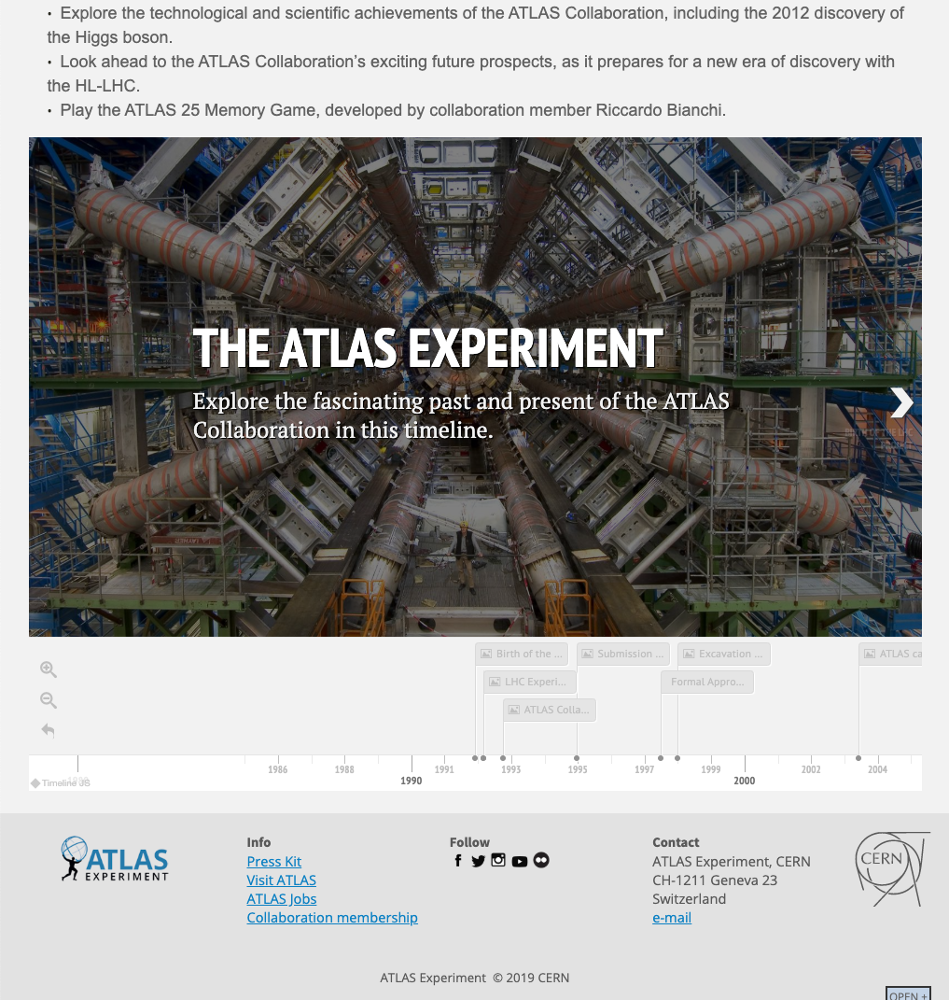 · Explore the technological and scientific achievements of the ATLAS Collaboration, including the 2012 discovery of
the Higgs boson.
· Look ahead to the ATLAS Collaboration’s exciting future prospects, as it prepares for a new era of discovery with
the HL-LHC.
· Play the ATLAS 25 Memory Game, developed by collaboration member Riccardo Bianchi.
THE ATLAS EXPERIMENT
Explore the fascinating past and present of the ATLAS
Collaboration in this timeline.
Birth of the ...
Submission ...
Excavation ...
ATLAS ca
LHC Experi...
Formal Appro...
ATLAS Colla...
1986 1988 1991 1993 1995 1997 1999 2002 2004
1990 2000
Timeline JS
ATLAS
EXPERIMENT
Info
Press Kit
Visit ATLAS
ATLAS Jobs
Collaboration membership
Follow
Contact
ATLAS Experiment, CERN
CH-1211 Geneva 23
Switzerland
e-mail
CERN
ATLAS Experiment © 2019 CERN
OPEN +